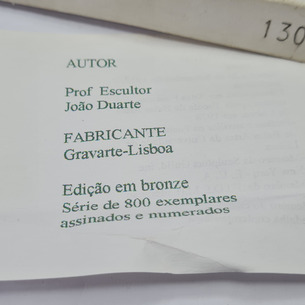 130
AUTOR
Prof Escultor
João Duarte
FABRICANTE
Gravarte-Lisboa
Edição em bronze
Série de 800 exemplares
assinados e numerados